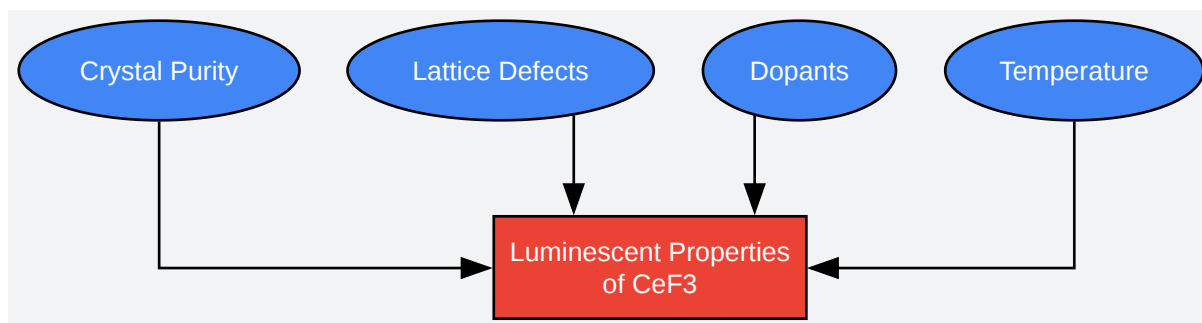 Crystal Purity
Lattice Defects
Dopants
Temperature
Luminescent Properties
of CeF3